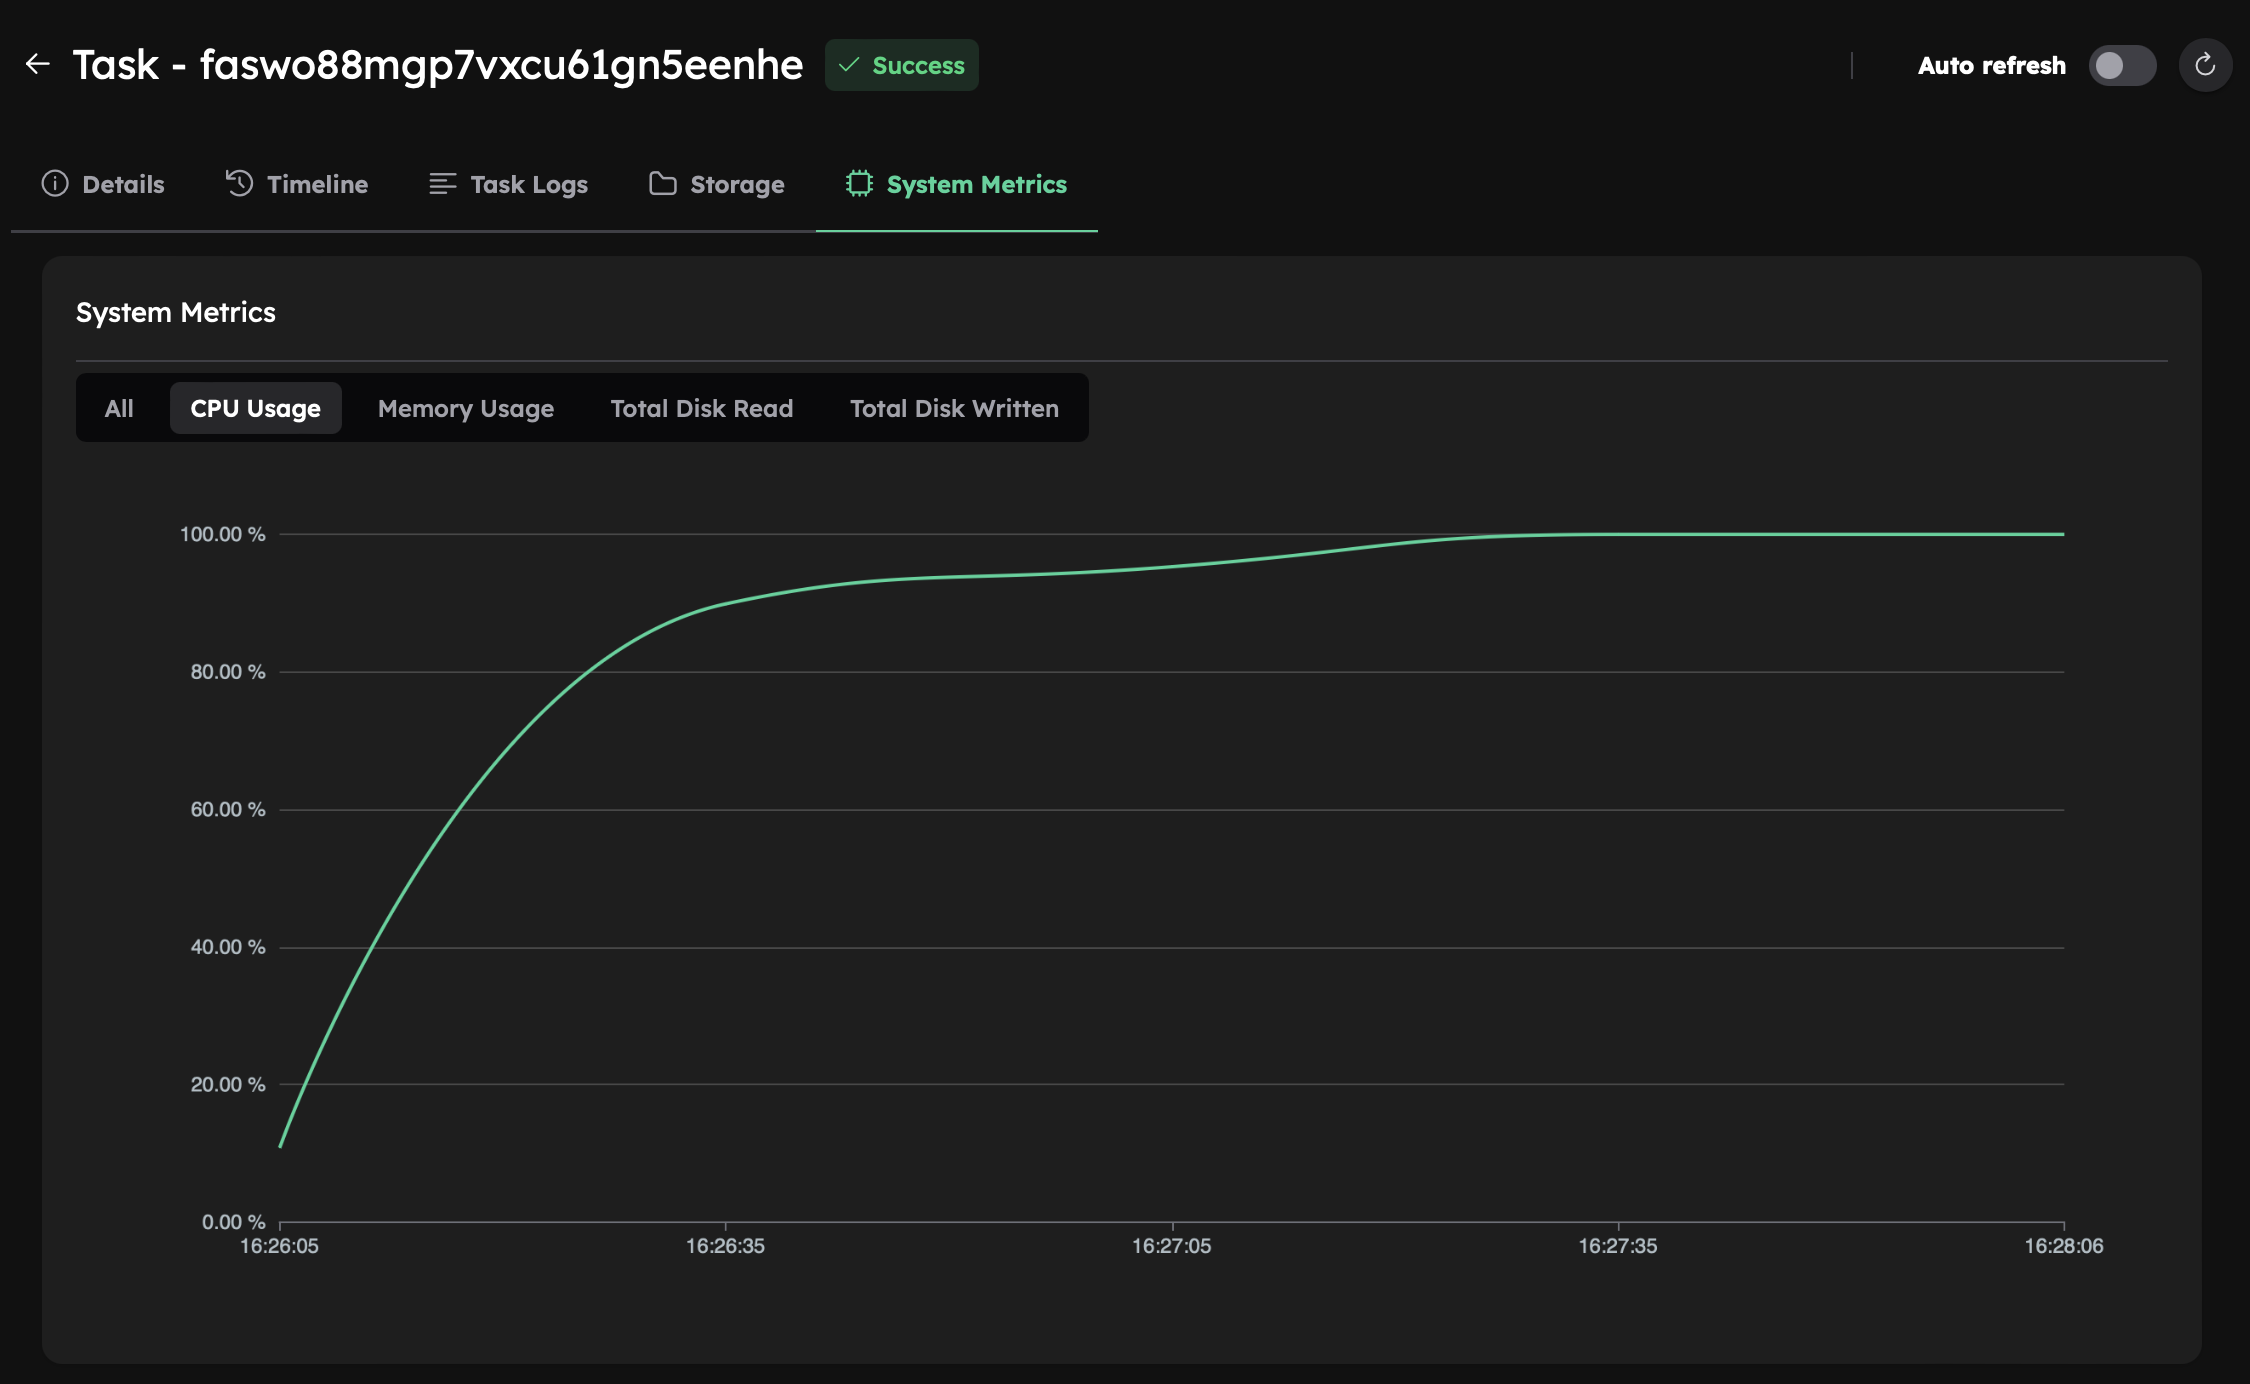 Task - faswo88mgp7vxcu61gn5eenhe
Success
Auto refresh
Details
Timeline
Task Logs
Storage
System Metrics
System Metrics
All
CPU Usage
Memory Usage
Total Disk Read
Total Disk Written
100.00 %
80.00 %
60.00 %
40.00 %
20.00 %
0.00 %
16:26:05
16:26:35
16:27:05
16:27:35
16:28:06